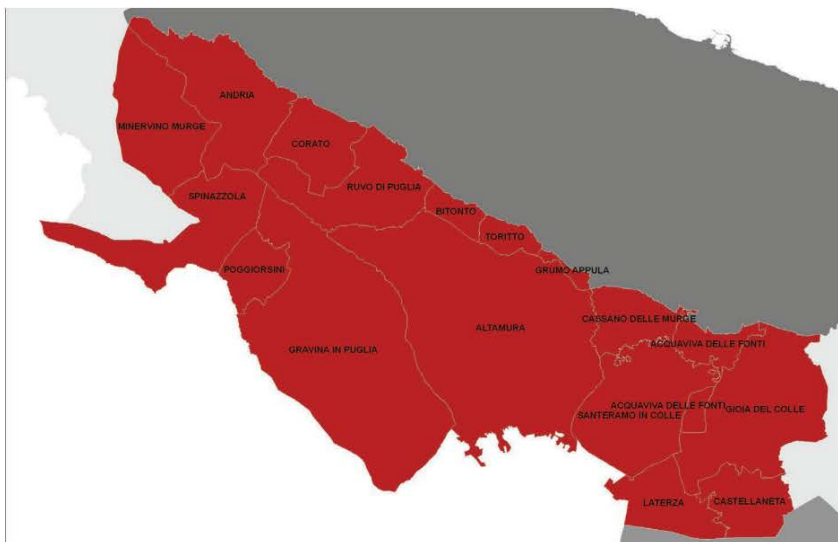 ANDRIA
MINERVINO MURGE
CORATO
RUVO DI PUGLIA
SPINAZZOLA
BITONTO
TORITTO
POGGIORSINI
GRUMO APPULA
CASSANO DELLE MURGE
ALTAMURA
ACQUAVIVA DELLE FONTI
GRAVINA IN PUGLIA
ACQUAVIVA DELLE FONTI
GIOIA DEL COLLE
SANTERAMO IN COLLE
LATERZA
CASTELLANETA